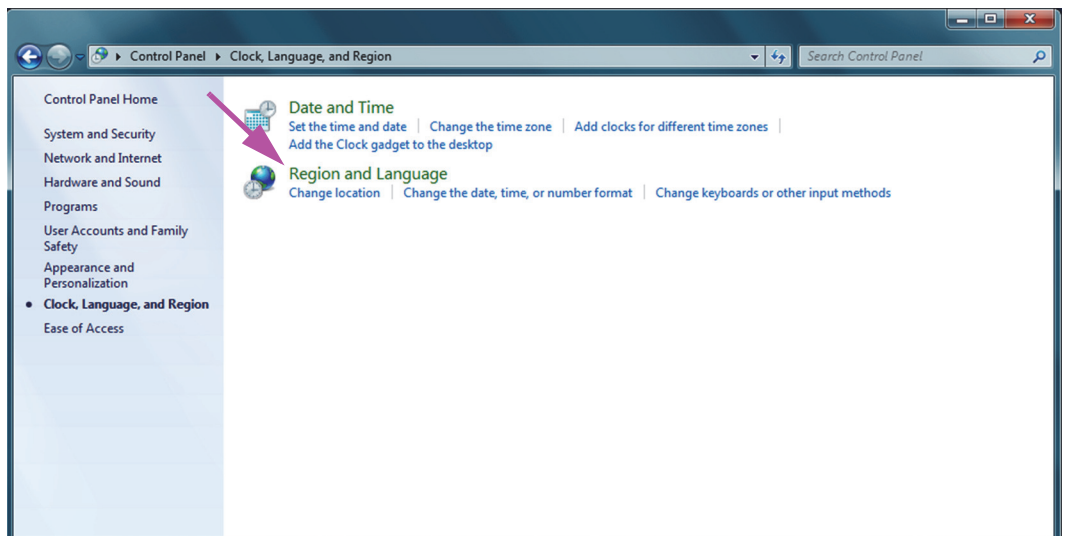 Control Panel Clock, Language, and Region
Search Control Panel
Control Panel Home
System and Security
Network and Internet
Hardware and Sound
Programs
User Accounts and Family
Safety
Appearance and
Personalization
Clock, Language, and Region
Ease of Access
Date and Time
Set the time and date Change the time zone Add clocks for different time zones
Add the Clock gadget to the desktop
Region and Language
Change location Change the date, time, or number format Change keyboards or other input methods